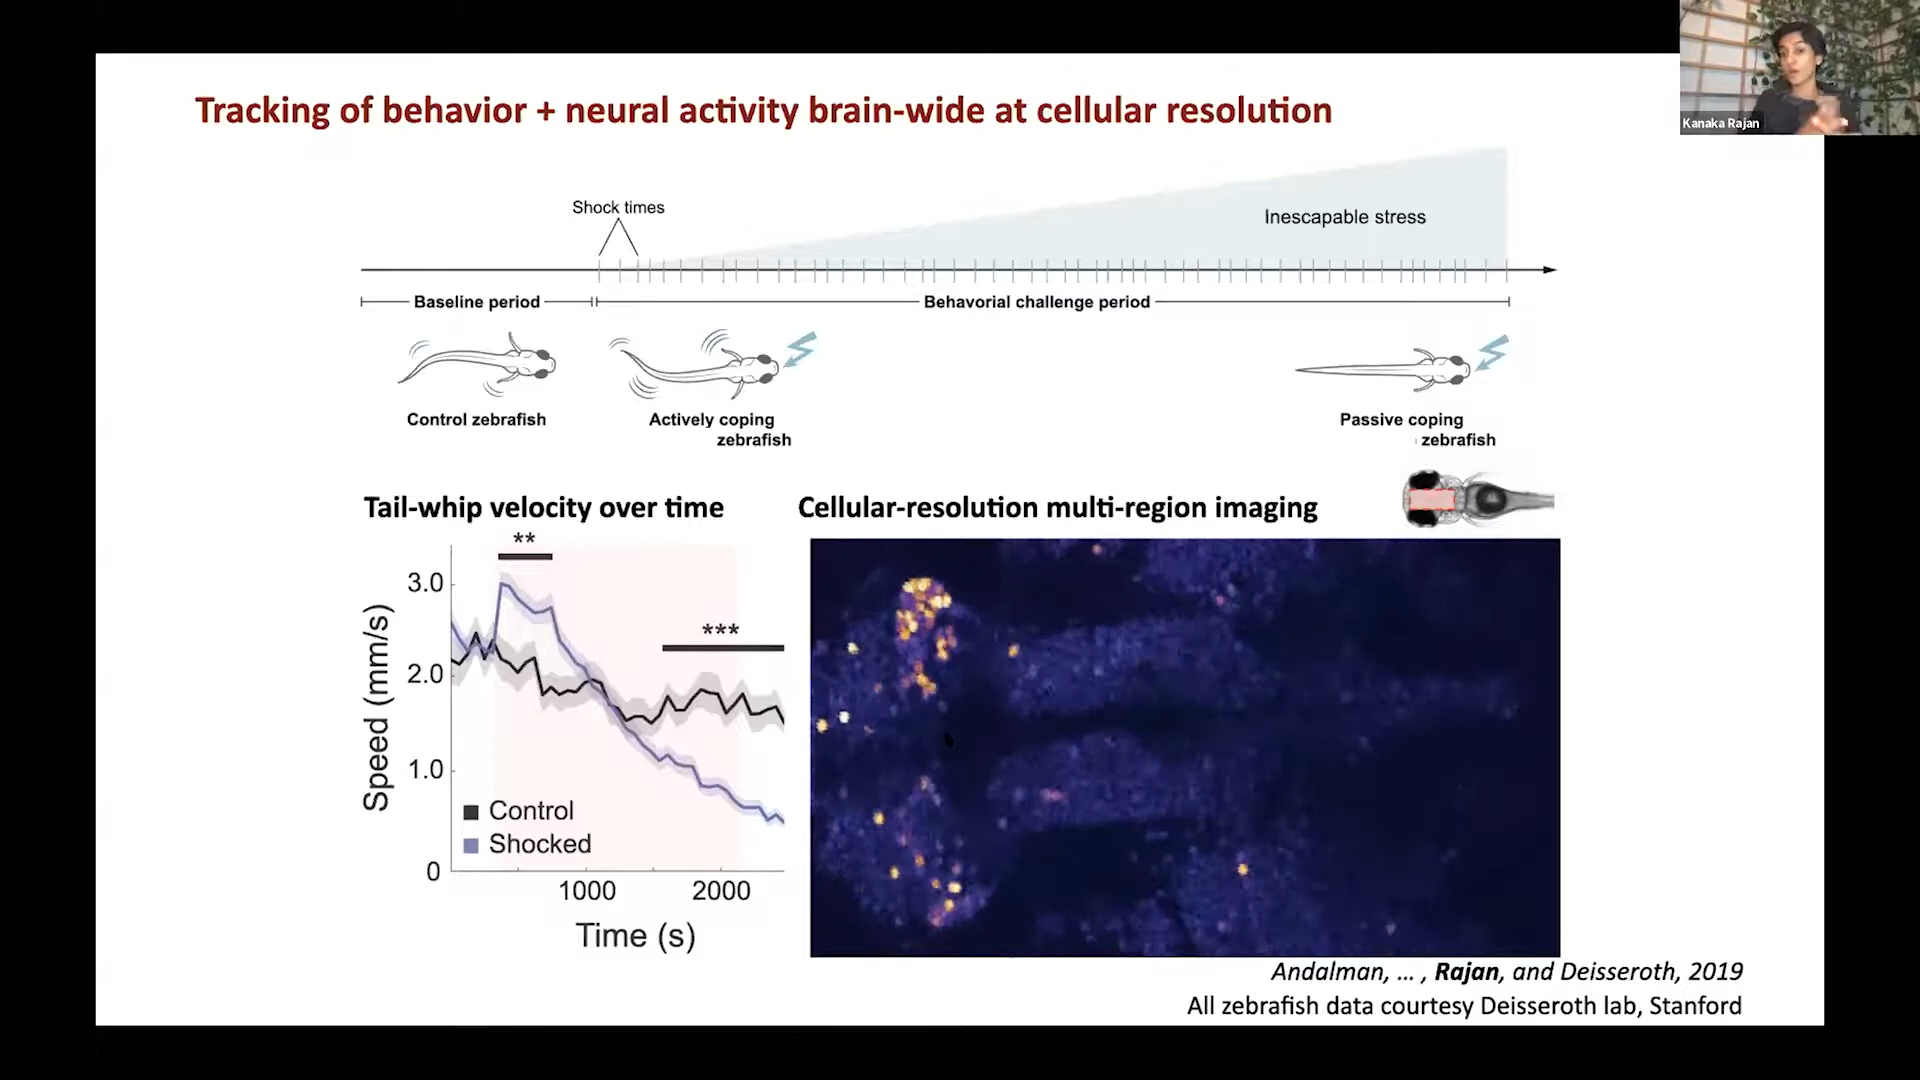 Kanaka Rajan
Tracking of behavior + neural activity brain-wide at cellular resolution
Shock times
Inescapable stress
Baseline period
Behavorial challenge period
Control zebrafish
Actively coping
zebrafish
Passive coping
zebrafish
Tail-whip velocity over time
**
***
3.0
2.0
1.0
0
Speed (mm/s)
Control
Shocked
1000
2000
Time (s)
Cellular-resolution multi-region imaging
Andalman, ... , Rajan, and Deisseroth, 2019
All zebrafish data courtesy Deisseroth lab, Stanford